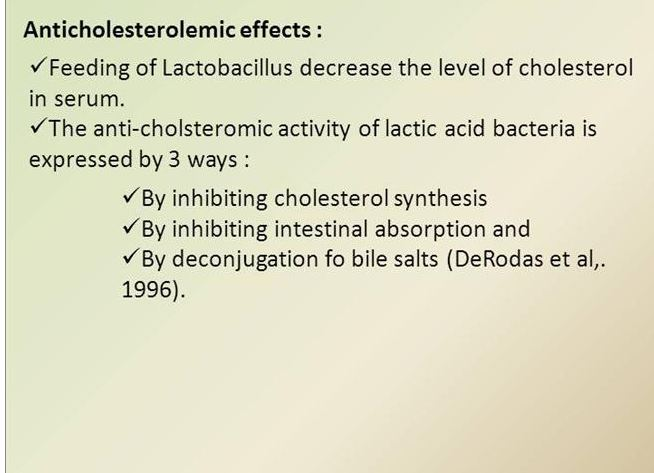 Anticholesterolemic effects :
✓Feeding of Lactobacillus decrease the level of cholesterol
in serum.
✓The anti-cholsteromic activity of lactic acid bacteria is
expressed by 3 ways :
✓By inhibiting cholesterol synthesis
✓By inhibiting intestinal absorption and
✓By deconjugation fo bile salts (DeRodas et al,.
1996).